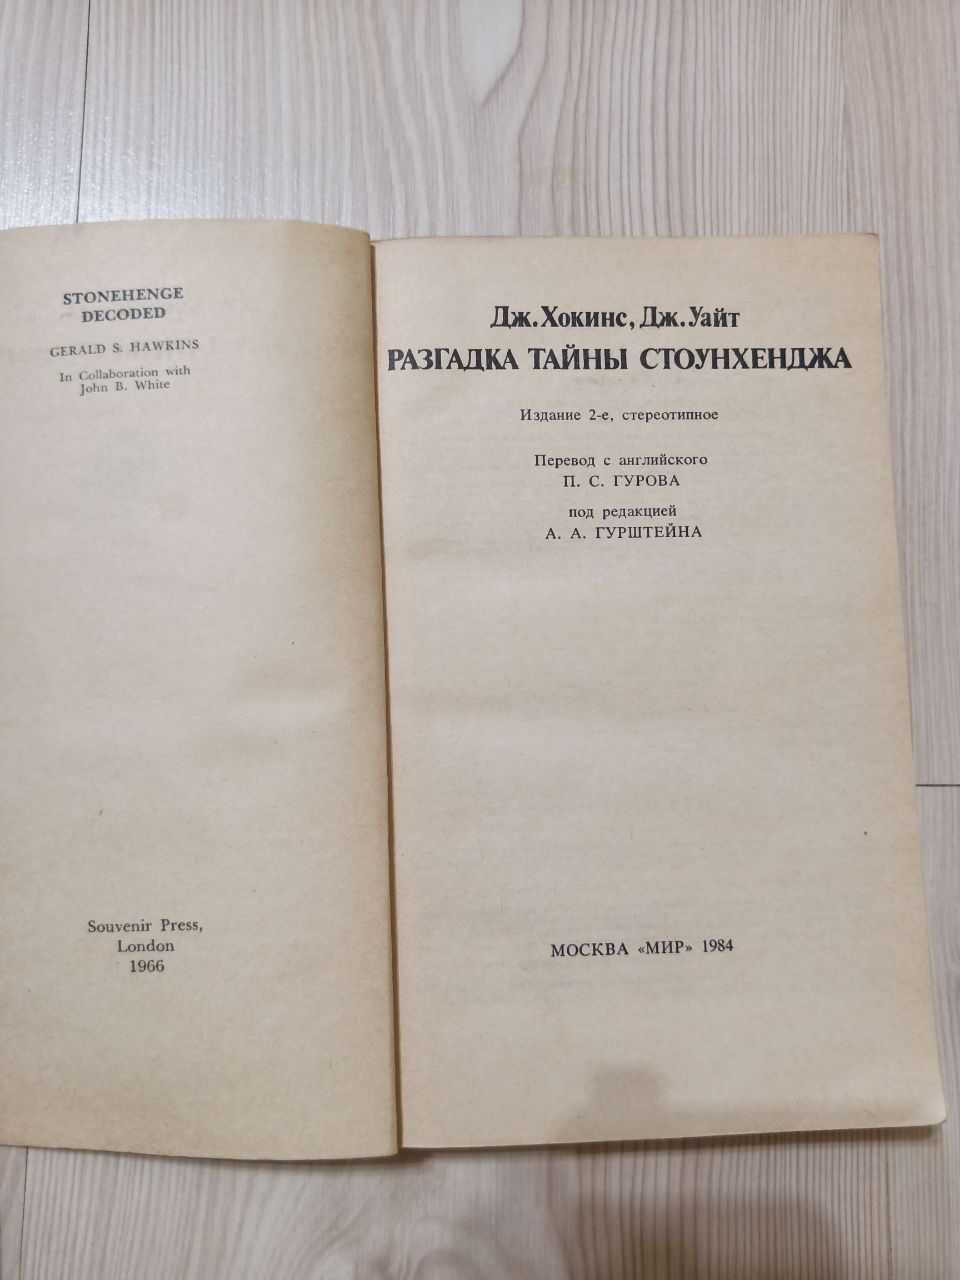 STONEHENGE
DECODED
GERALD S. HAWKINS
In Collaboration with
John B. White
Souvenir Press,
London
1966
Дж. Хокинс, Дж. Уайт
РАЗГАДКА ТАЙНЫ СТОУНХЕНДЖА
Издание 2-е, стереотипное
Перевод с английского
П. С. ГУРОВА
под редакцией
А. А. ГУРШТЕЙНА
МОСКВА «МИР» 1984